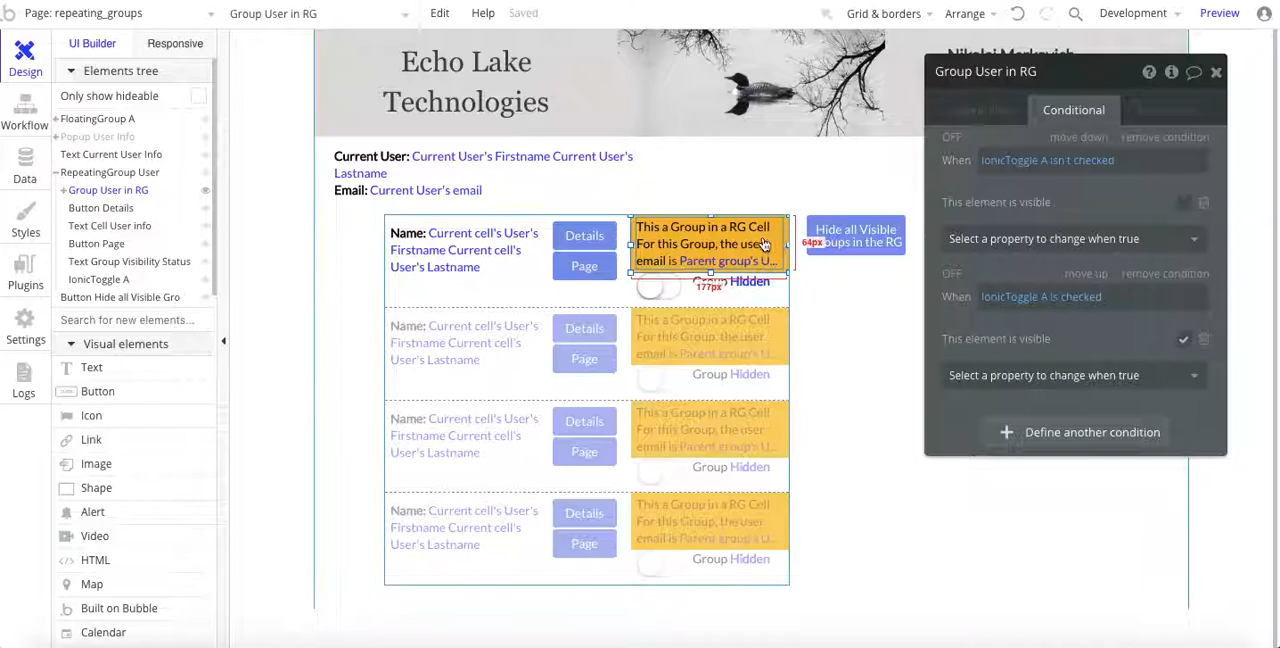 Page: repeating_groups
Group User in RG
Edit
Help
Saved
Grid & borders
Arrange
Development
Preview
Design
Workflow
Data
Styles
Plugins
Settings
Logs
UI Builder
Responsive
Elements tree
Only show hideable
FloatingGroup A
Popup User Info
Text Current User Info
RepeatingGroup User
Group User in RG
Button Details
Text Cell User info
Button Page
Text Group Visibility Status
IonicToggle A
Button Hide all Visible Gro
Search for new elements...
Visual elements
Text
Button
Icon
Link
Image
Shape
Alert
Video
HTML
Map
Built on Bubble
Calendar
Echo Lake
Technologies
Nikolai Merkovich
Current User: Current User's Firstname Current User's
Lastname
Email: Current User's email
Name: Current cell's User's
Firstname Current cell's
User's Lastname
Details
Page
This a Group in a RG Cell
For this Group, the user
email is Parent group's U...
Group Hidden
177px
64px
Hide all Visible
oups in the RG
Name: Current cell's User's
Firstname Current cell's
User's Lastname
Details
Page
This a Group in a RG Cell
For this Group, the user
email is Parent group's U...
Group Hidden
Name: Current cell's User's
Firstname Current cell's
User's Lastname
Details
Page
This a Group in a RG Cell
For this Group, the user
email is Parent group's U...
Group Hidden
Name: Current cell's User's
Firstname Current cell's
User's Lastname
Details
Page
This a Group in a RG Cell
For this Group, the user
email is Parent group's U...
Group Hidden
Group User in RG
Conditional
OFF
move down
remove condition
When IonicToggle A isn't checked
This element is visible
Select a property to change when true
OFF
move up
remove condition
When IonicToggle A is checked
This element is visible
Select a property to change when true
Define another condition